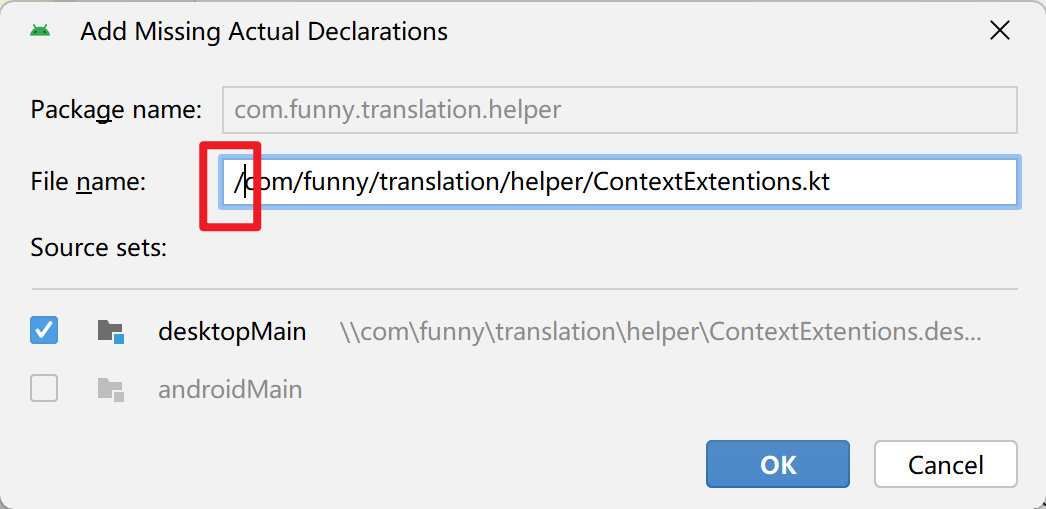 Add Missing Actual Declarations
Package name: com.funny.translation.helper
File name: /com/funny/translation/helper/ContextExtentions.kt
Source sets:
desktopMain \\com\funny\translation\helper\ContextExtentions.des...
androidMain
OK Cancel